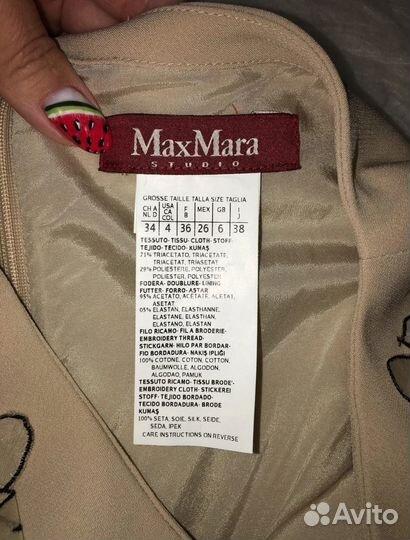 MaxMara
STUDIO
GRÖSSE TAILLE TALLA SIZE TAGLIA
CH A NL D USA CA COL F B MEX GB I J
34 4 36 26 6 38
TESSUTO-TISSU-CLOTH-STOFF-
TEJIDO-TECIDO-KUMAŞ
71% TRIACETATO, TRIACETATE,
TRIACETAT, TRİASETAT
29% POLIESTERE, POLYESTER,
POLIESTER, POLYESTER
FODERA-DOUBLURE-LINING
FUTTER-FORRO-ASTAR
95% ACETATO, ACÉTATE, ACETAT,
ASETAT
05% ELASTAN, ELASTHANNE,
ELASTANE, ELASTHAN,
ELASTANO, ELASTAN
FILO RICAMO-FIL A BRODERIE-
EMBROIDERY THREAD-
STICKGARN-HILO PAR BORDAR-
FIO BORDADURA-NAKIŞ İPLİĞİ
100% COTONE, COTON, COTTON,
BAUMWOLLE, ALGODON,
ALGODAO, PAMUK
TESSUTO RICAMO-TISSU BRODE'-
EMBROIDERY CLOTH-STICKEREI
STOFF-TEJIDO BORDADO
TECIDO BORDADURA-BRODE
KUMAŞ
100% SETA, SOIE, SILK, SEIDE,
SEDA, IPEK
CARE INSTRUCTIONS ON REVERSE
Avito